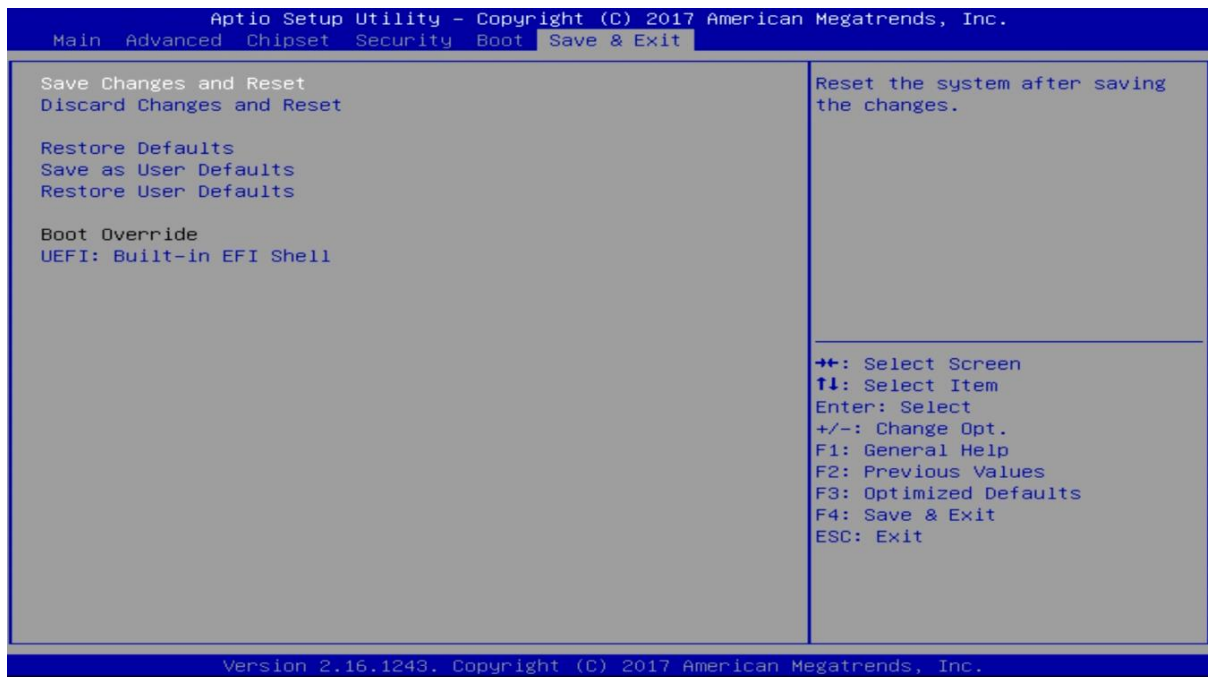 Aptio Setup Utility – Copyright (C) 2017 American Megatrends, Inc.
Main Advanced Chipset Security Boot Save & Exit
Save Changes and Reset
Discard Changes and Reset
Restore Defaults
Save as User Defaults
Restore User Defaults
Boot Override
UEFI: Built-in EFI Shell
Reset the system after saving
the changes.
→←: Select Screen
↑↓: Select Item
Enter: Select
+/-: Change Opt.
F1: General Help
F2: Previous Values
F3: Optimized Defaults
F4: Save & Exit
ESC: Exit
Version 2.16.1243. Copyright (C) 2017 American Megatrends, Inc.